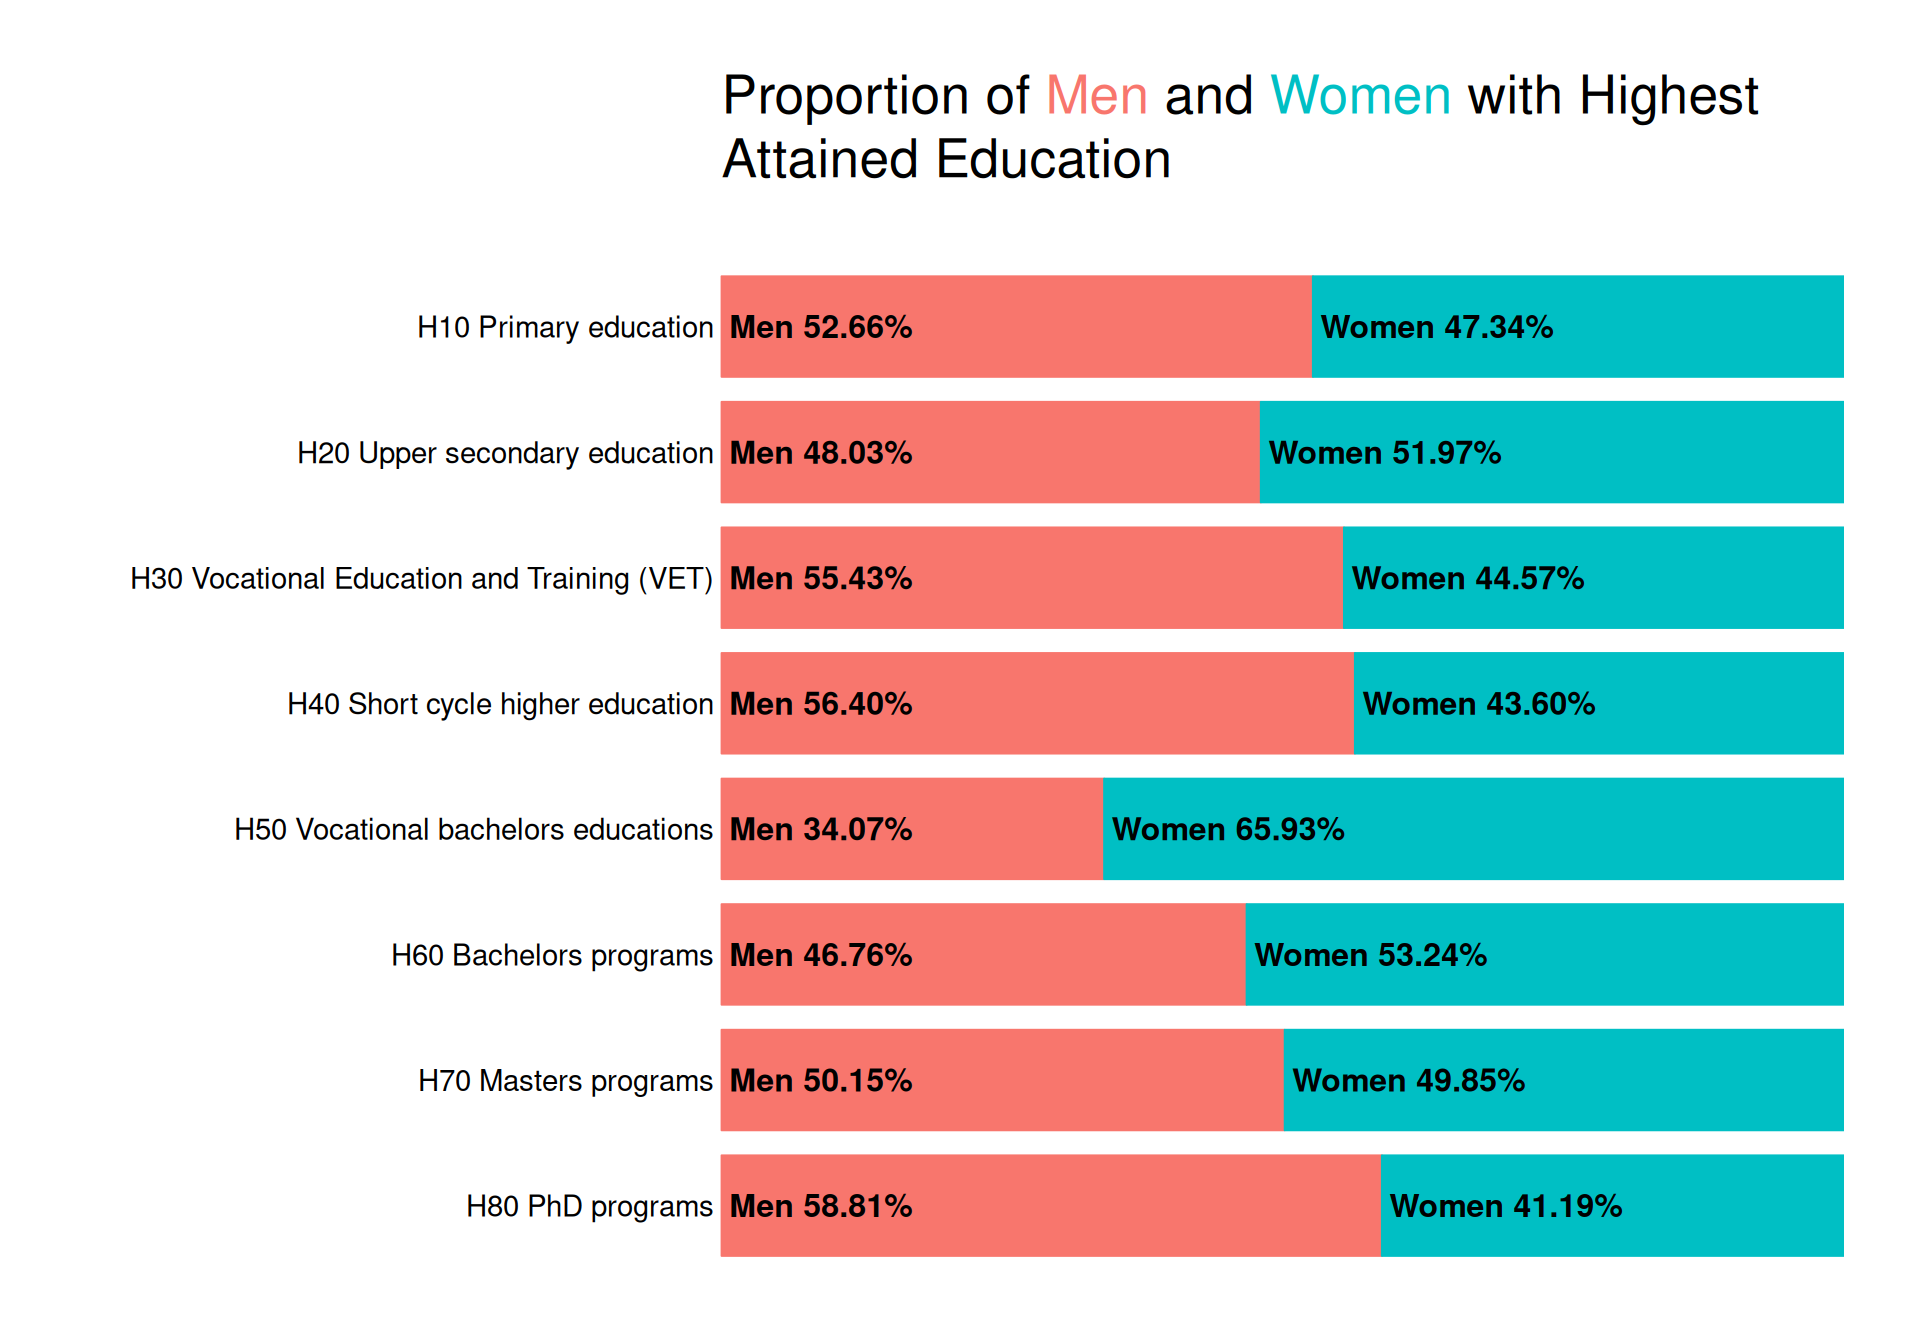 Proportion of Men and Women with Highest
Attained Education
H10 Primary education Men 52.66% Women 47.34%
H20 Upper secondary education Men 48.03% Women 51.97%
H30 Vocational Education and Training (VET) Men 55.43% Women 44.57%
H40 Short cycle higher education Men 56.40% Women 43.60%
H50 Vocational bachelors educations Men 34.07% Women 65.93%
H60 Bachelors programs Men 46.76% Women 53.24%
H70 Masters programs Men 50.15% Women 49.85%
H80 PhD programs Men 58.81% Women 41.19%